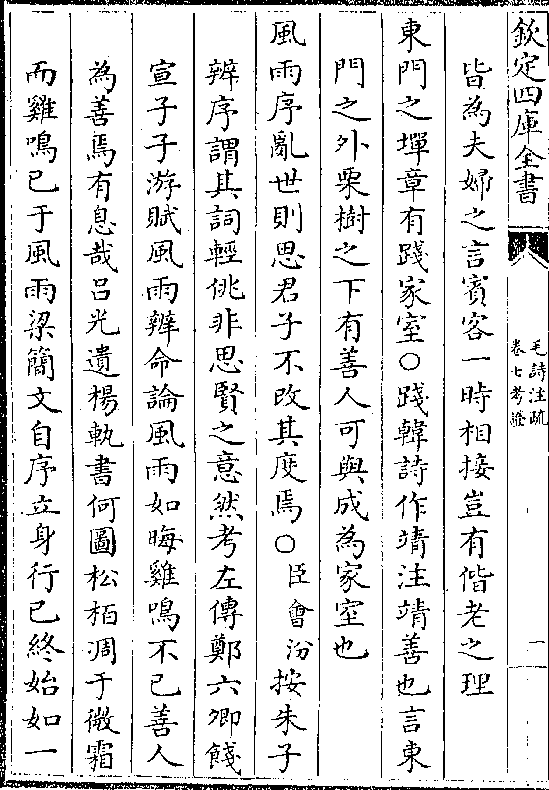 欽定四庫全書
毛詩注疏
卷七考證
一
皆為夫婦之言賓客一時相接豈有偕老之理
東門之墠章有踐家室○踐韓詩作靖注靖善也言東
門之外栗樹之下有善人可與成為家室也
風雨序亂世則思君子不改其度焉○臣會汾按朱子
辨序謂其詞輕佻非思賢之意然考左傳鄭六卿餞
宣子子游賦風雨辨命論風雨如晦雞鳴不已善人
為善焉有息哉呂光遺楊軌書何圖松栢凋于微霜
而雞鳴已于風雨梁簡文自序立身行已終始如一